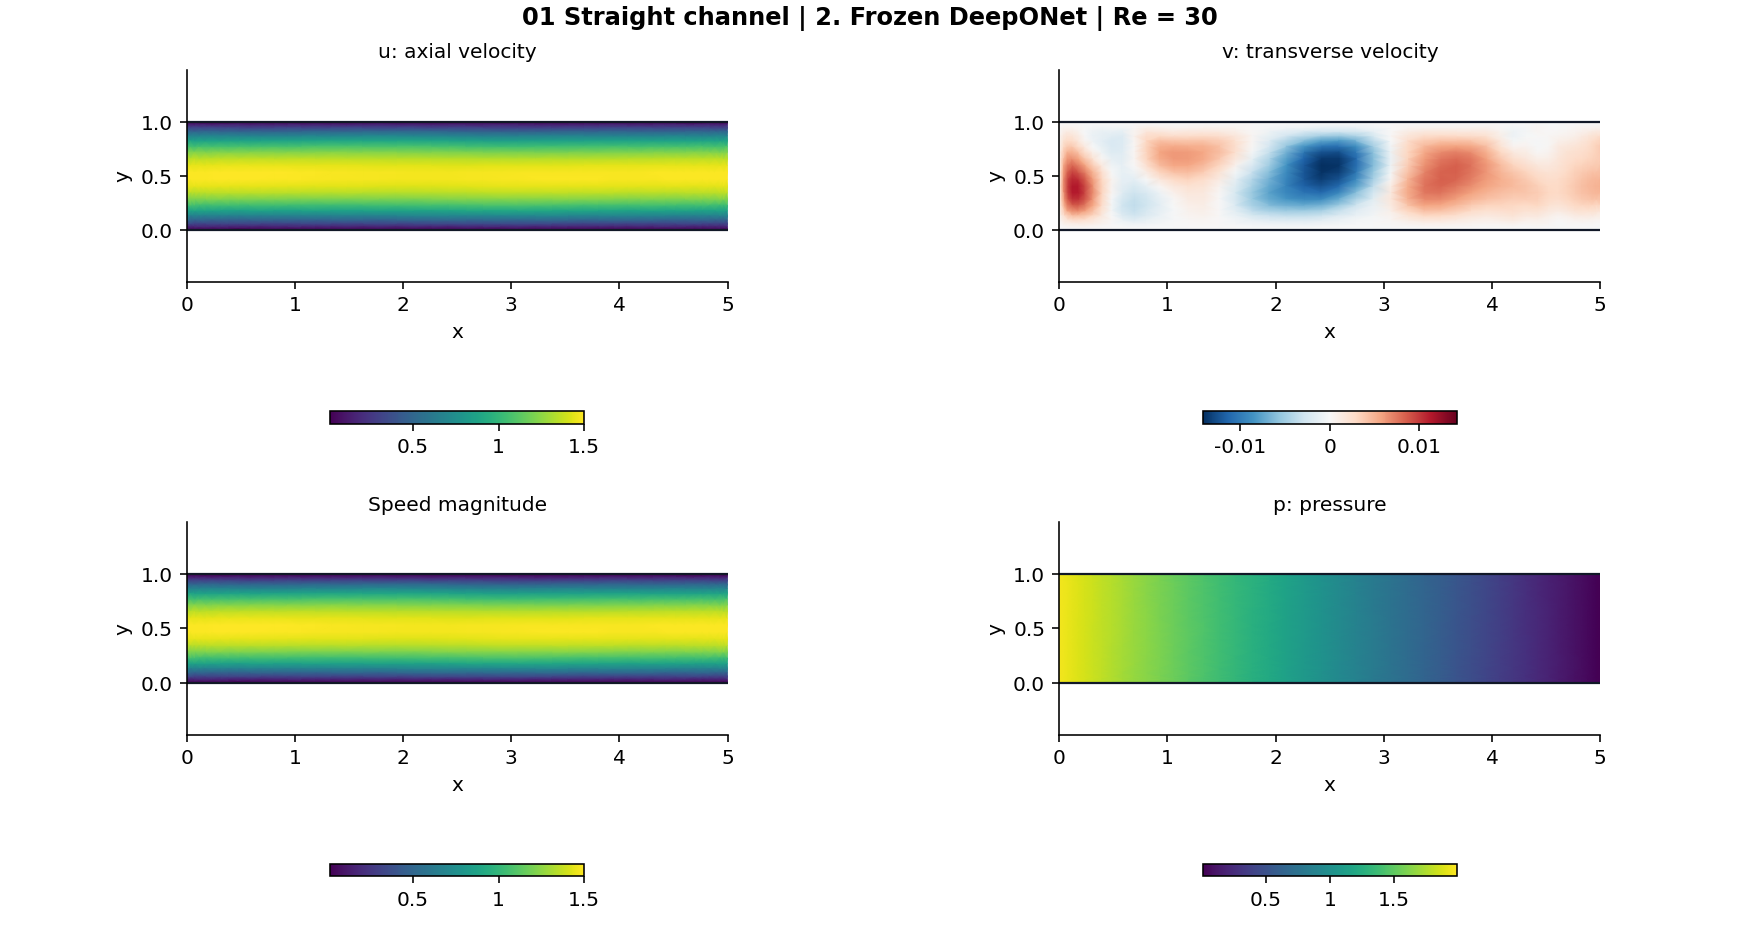 01 Straight channel | 2. Frozen DeepONet | Re = 30
u: axial velocity
1.0
0.5
0.0
y
0 1 2 3 4 5
x
0.5 1 1.5
v: transverse velocity
1.0
0.5
0.0
y
0 1 2 3 4 5
x
-0.01 0 0.01
Speed magnitude
1.0
0.5
0.0
y
0 1 2 3 4 5
x
0.5 1 1.5
p: pressure
1.0
0.5
0.0
y
0 1 2 3 4 5
x
0.5 1 1.5